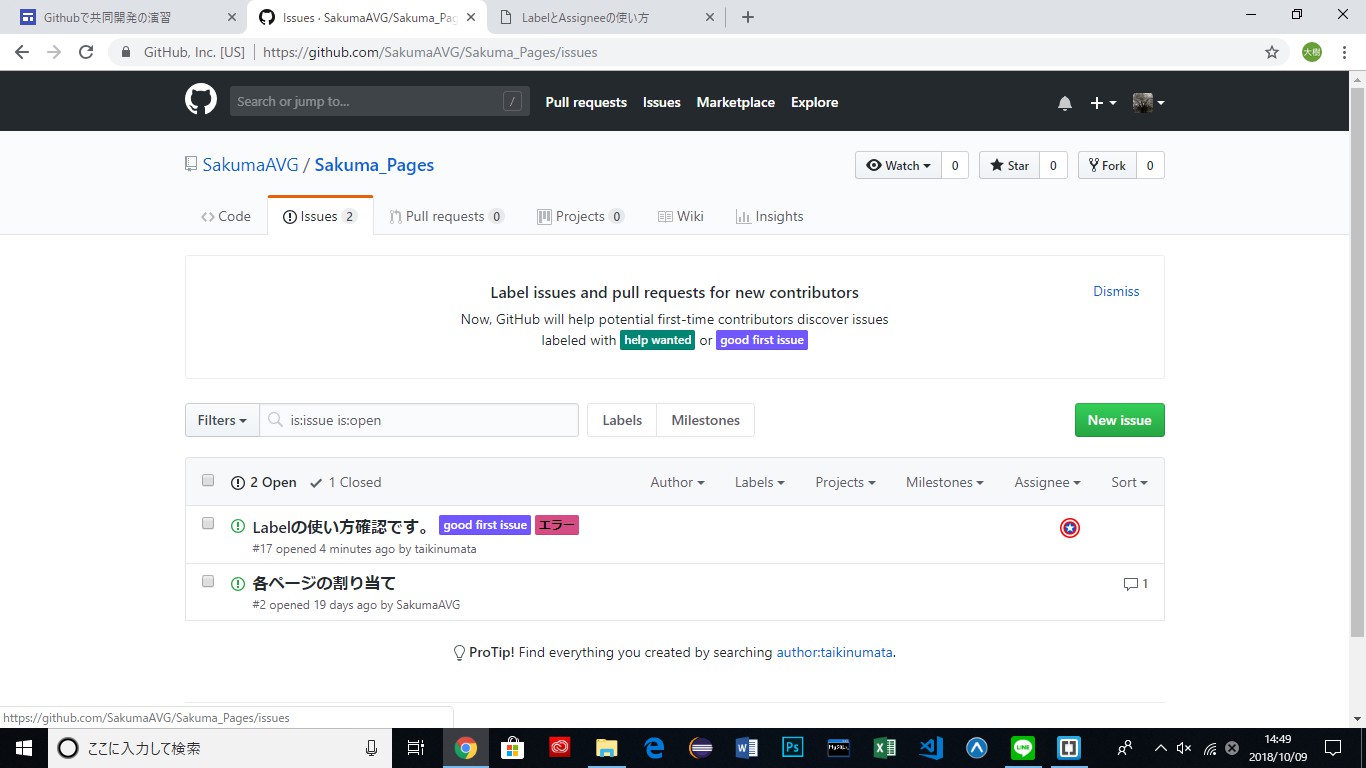 Githubで共同開発の演習
Issues · SakumaAVG/Sakuma_Pag
LabelとAssigneeの使い方
GitHub, Inc. [US] | https://github.com/SakumaAVG/Sakuma_Pages/issues
大樹
Search or jump to... /
Pull requests Issues Marketplace Explore
SakumaAVG / Sakuma_Pages
Watch 0 Star 0 Fork 0
Code Issues 2 Pull requests 0 Projects 0 Wiki Insights
Label issues and pull requests for new contributors
Dismiss
Now, GitHub will help potential first-time contributors discover issues
labeled with help wanted or good first issue
Filters is:issue is:open Labels Milestones New issue
2 Open 1 Closed Author Labels Projects Milestones Assignee Sort
Labelの使い方確認です。 good first issue エラー
#17 opened 4 minutes ago by taikinumata
各ページの割り当て 1
#2 opened 19 days ago by SakumaAVG
ProTip! Find everything you created by searching author:taikinumata.
https://github.com/SakumaAVG/Sakuma_Pages/issues
ここに入力して検索
Ps
MySQL
14:49
2018/10/09
LINE